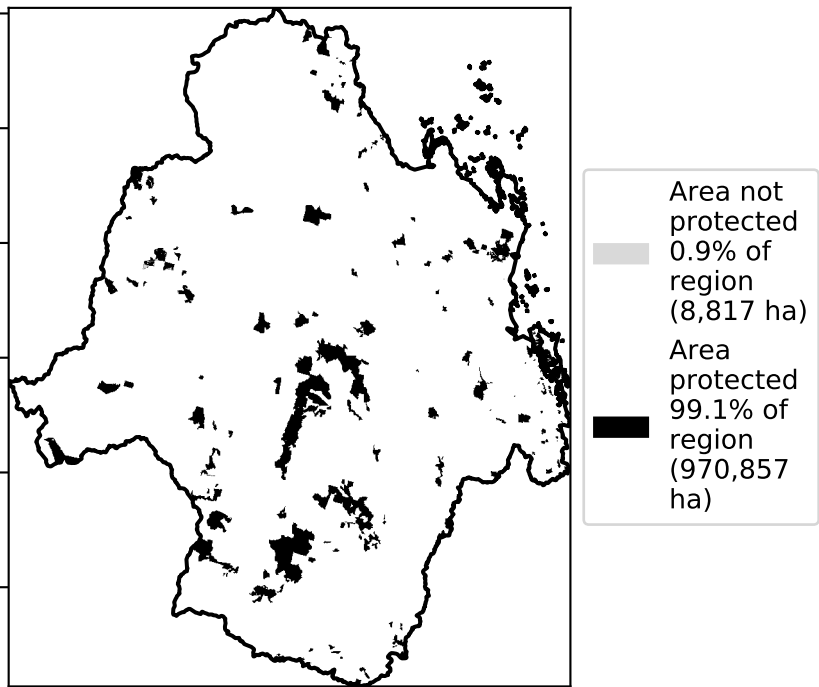 Area not
protected
0.9% of
region
(8,817 ha)
Area
protected
99.1% of
region
(970,857
ha)